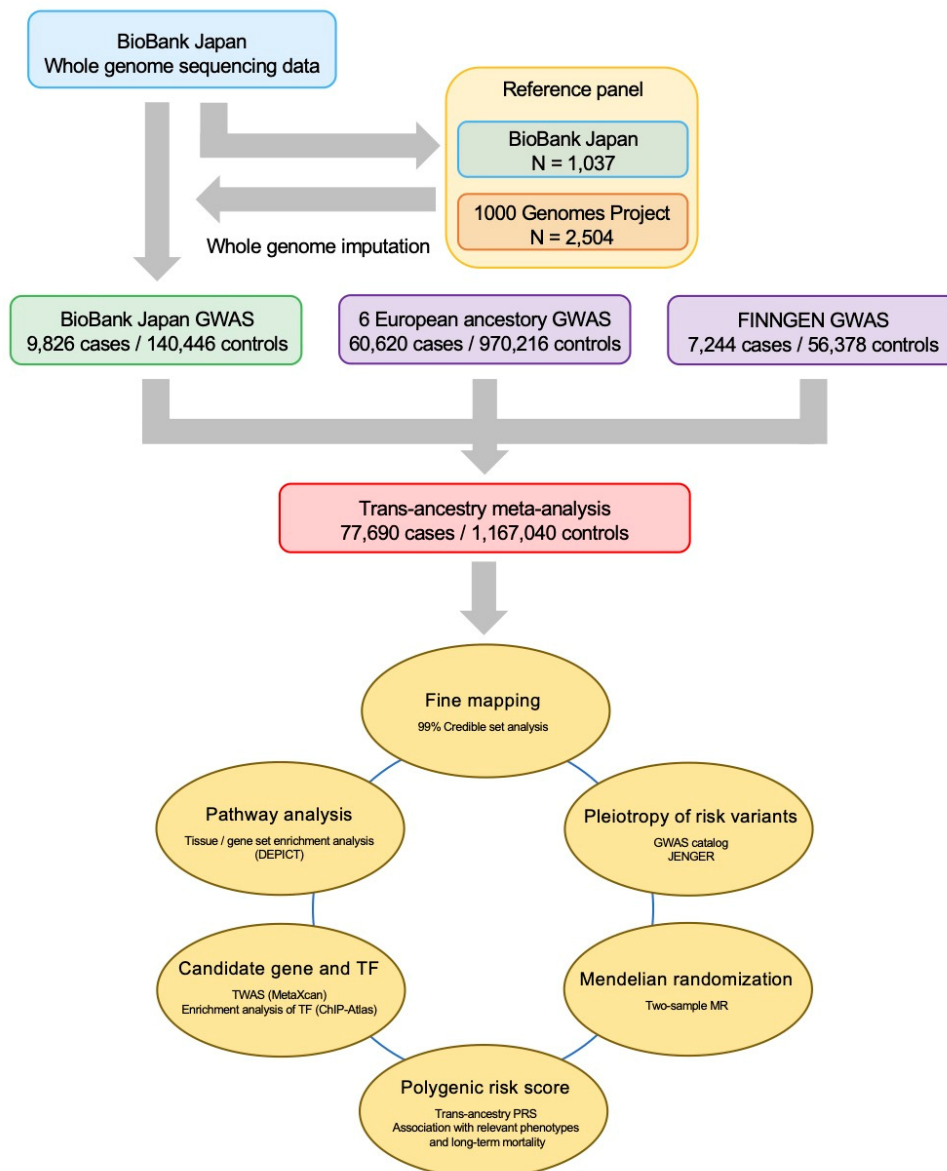 BioBank Japan
Whole genome sequencing data
Reference panel
BioBank Japan
N = 1,037
1000 Genomes Project
N = 2,504
Whole genome imputation
BioBank Japan GWAS
9,826 cases / 140,446 controls
6 European ancestory GWAS
60,620 cases / 970,216 controls
FINNGEN GWAS
7,244 cases / 56,378 controls
Trans-ancestry meta-analysis
77,690 cases / 1,167,040 controls
Fine mapping
99% Credible set analysis
Pathway analysis
Tissue / gene set enrichment analysis
(DEPICT)
Pleiotropy of risk variants
GWAS catalog
JENGER
Candidate gene and TF
TWAS (MetaXcan)
Enrichment analysis of TF (ChIP-Atlas)
Mendelian randomization
Two-sample MR
Polygenic risk score
Trans-ancestry PRS
Association with relevant phenotypes
and long-term mortality